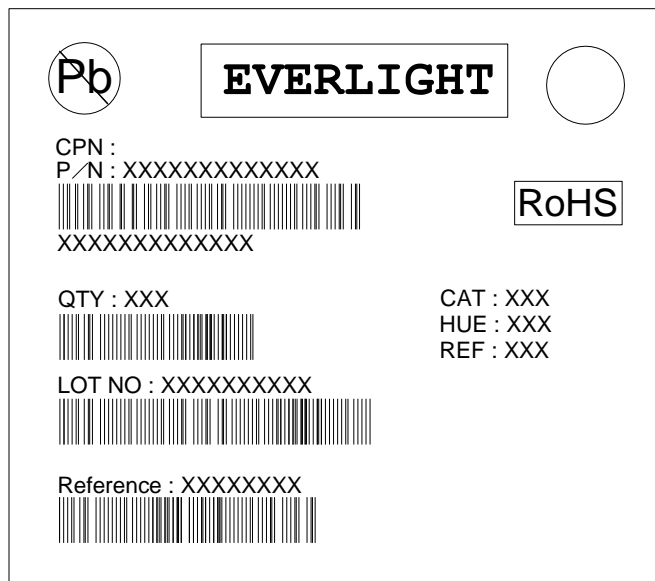 Pb
EVERLIGHT
CPN :
P/N : XXXXXXXXXXXXX
XXXXXXXXXXXXX
RoHS
QTY : XXX
CAT : XXX
HUE : XXX
REF : XXX
LOT NO : XXXXXXXXXX
Reference : XXXXXXXX